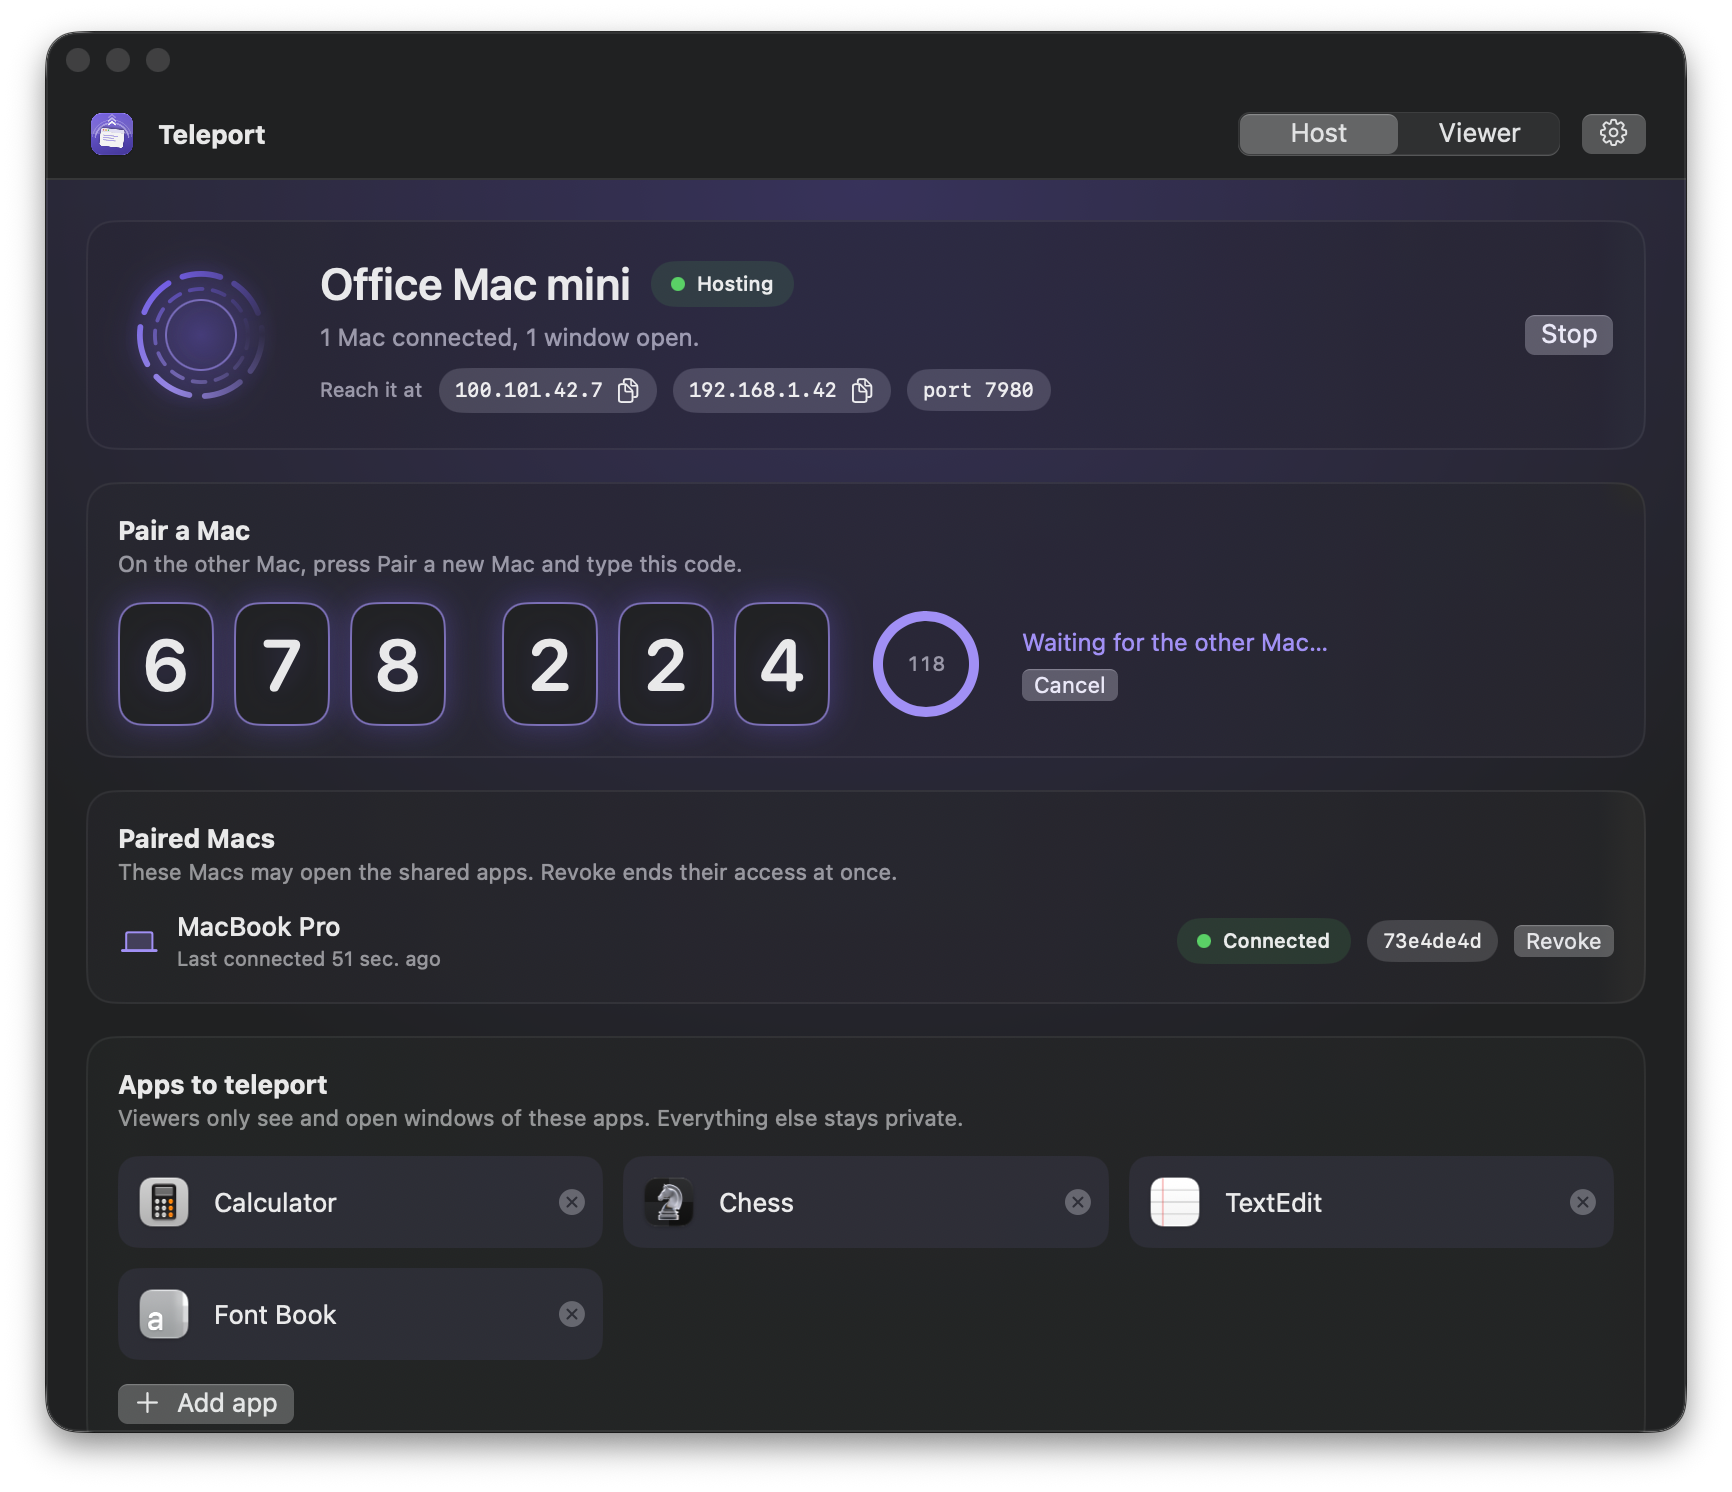 Teleport
Host
Viewer
Office Mac mini
Hosting
1 Mac connected, 1 window open.
Stop
Reach it at
100.101.42.7
192.168.1.42
port 7980
Pair a Mac
On the other Mac, press Pair a new Mac and type this code.
6 7 8 2 2 4
118
Waiting for the other Mac...
Cancel
Paired Macs
These Macs may open the shared apps. Revoke ends their access at once.
MacBook Pro
Last connected 51 sec. ago
Connected
73e4de4d
Revoke
Apps to teleport
Viewers only see and open windows of these apps. Everything else stays private.
Calculator
Chess
TextEdit
a
Font Book
Add app